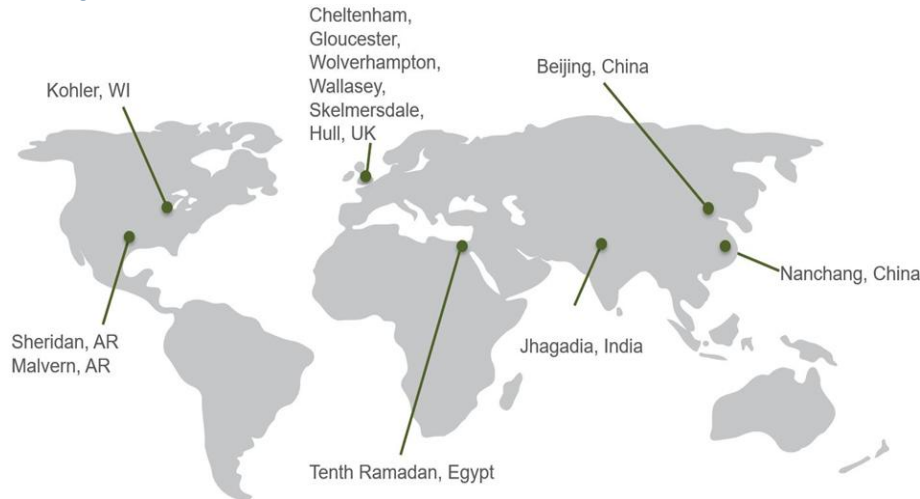 Cheltenham,
Gloucester,
Wolverhampton,
Wallasey,
Skelmersdale,
Hull, UK
Kohler, WI
Beijing, China
Nanchang, China
Sheridan, AR
Malvern, AR
Jhagadia, India
Tenth Ramadan, Egypt